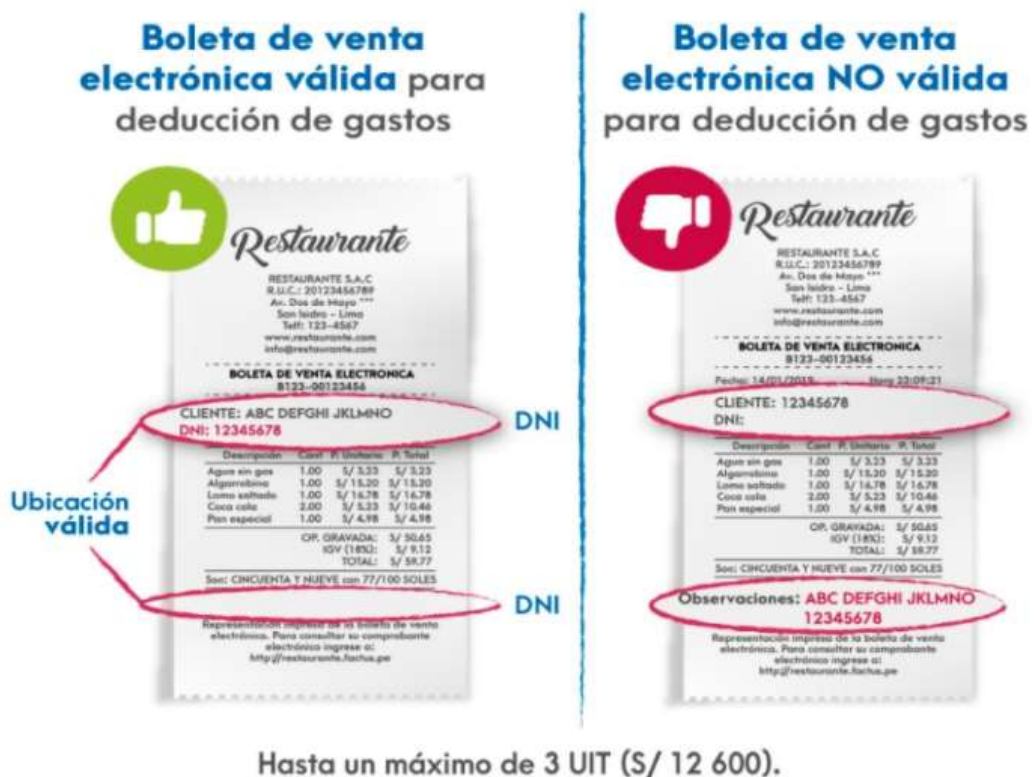 Boleta de venta
electrónica válida para
deducción de gastos
Restaurante
RESTAURANTE S.A.C
R.U.C.: 20123456789
Av. Dos de Mayo ***
San Isidro – Lima
Telf: 123-4567
www.restaurante.com
info@restaurante.com
BOLETA DE VENTA ELECTRONICA
B123-00123456
CLIENTE: ABC DEFGHI JKLMNO
DNI: 12345678
DNI
Descripción Cant P. Unitario P. Total
Agua sin gas 1.00 S/ 3.23 S/ 3.23
Algarrobina 1.00 S/ 15.20 S/ 15.20
Lomo saltado 1.00 S/ 16.78 S/ 16.78
Coca cola 2.00 S/ 5.23 S/ 10.46
Pan especial 1.00 S/ 4.98 S/ 4.98
OP. GRAVADA: S/ 50.65
IGV (18%): S/ 9.12
TOTAL: S/ 59.77
Son: CINCUENTA Y NUEVE con 77/100 SOLES
Ubicación
válida
DNI
Representación impresa de la boleta de venta
electrónica. Para consultar su comprobante
electrónico ingrese a:
http://restaurante.factus.pe
Boleta de venta
electrónica NO válida
para deducción de gastos
Restaurante
RESTAURANTE S.A.C
R.U.C.: 20123456789
Av. Dos de Mayo ***
San Isidro – Lima
Telf: 123-4567
www.restaurante.com
info@restaurante.com
BOLETA DE VENTA ELECTRONICA
B123-00123456
Fecha: 14/01/2019 Hora 23:09:21
CLIENTE: 12345678
DNI:
Descripción Cant P. Unitario P. Total
Agua sin gas 1.00 S/ 3.23 S/ 3.23
Algarrobina 1.00 S/ 15.20 S/ 15.20
Lomo saltado 1.00 S/ 16.78 S/ 16.78
Coca cola 2.00 S/ 5.23 S/ 10.46
Pan especial 1.00 S/ 4.98 S/ 4.98
OP. GRAVADA: S/ 50.65
IGV (18%): S/ 9.12
TOTAL: S/ 59.77
Son: CINCUENTA Y NUEVE con 77/100 SOLES
Observaciones: ABC DEFGHI JKLMNO
12345678
Representación impresa de la boleta de venta
electrónica. Para consultar su comprobante
electrónico ingrese a:
http://restaurante.factus.pe
Hasta un máximo de 3 UIT (S/ 12 600).